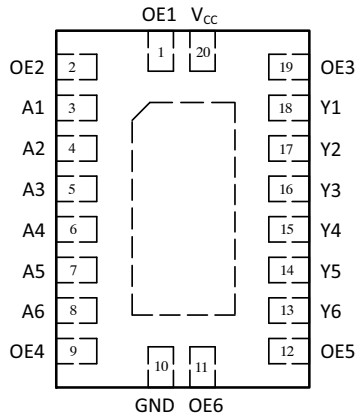 OE1 VCC
1 20
OE2 2 19 OE3
A1 3 18 Y1
A2 4 17 Y2
A3 5 16 Y3
A4 6 15 Y4
A5 7 14 Y5
A6 8 13 Y6
OE4 9 12 OE5
10 11
GND OE6